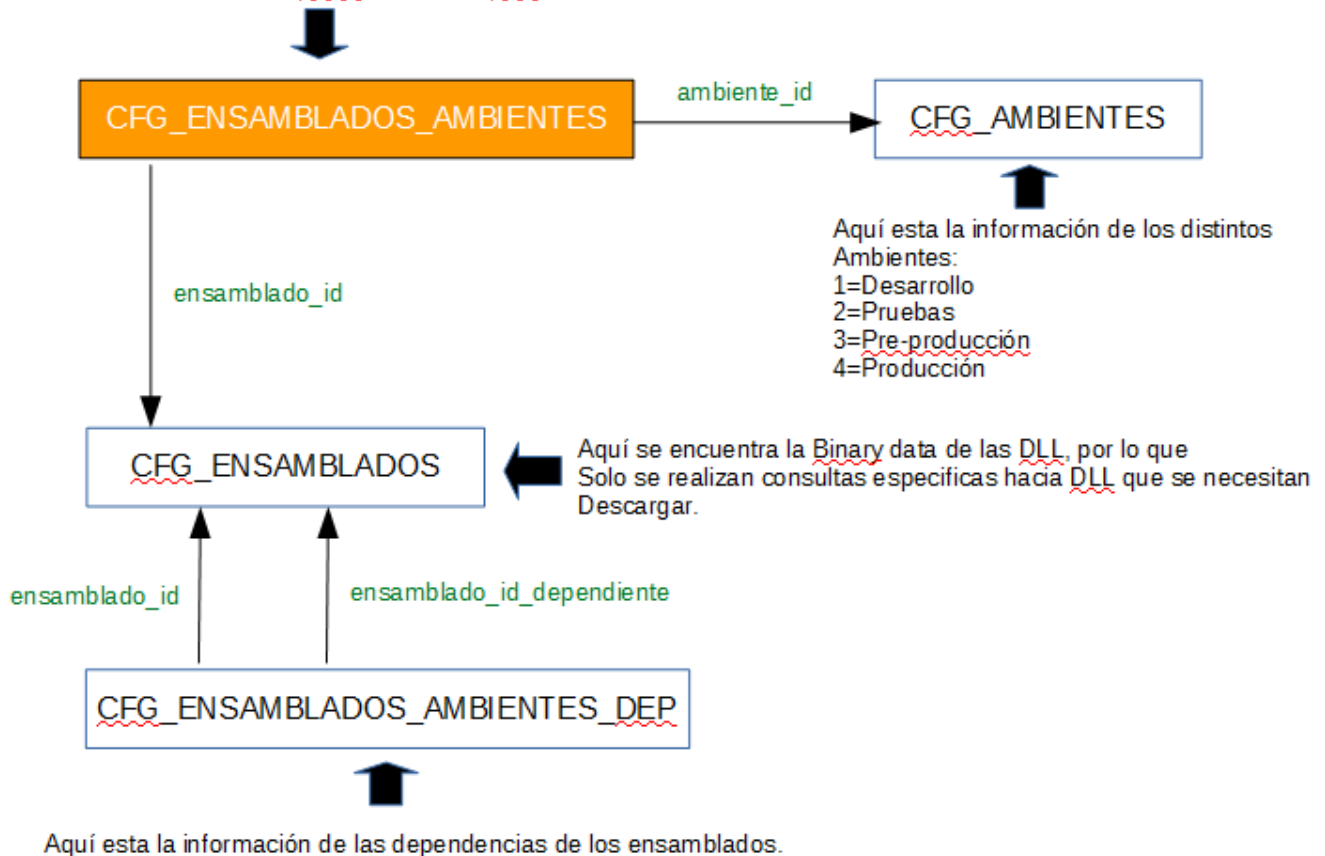 CFG_ENSAMBLADOS_AMBIENTES
ambiente_id
CFG_AMBIENTES
Aquí esta la información de los distintos
Ambientes:
1=Desarrollo
2=Pruebas
3=Pre-producción
4=Producción
ensamblado_id
CFG_ENSAMBLADOS
Aquí se encuentra la Binary data de las DLL, por lo que
Solo se realizan consultas especificas hacia DLL que se necesitan
Descargar.
ensamblado_id
ensamblado_id_dependiente
CFG_ENSAMBLADOS_AMBIENTES_DEP
Aquí esta la información de las dependencias de los ensamblados.